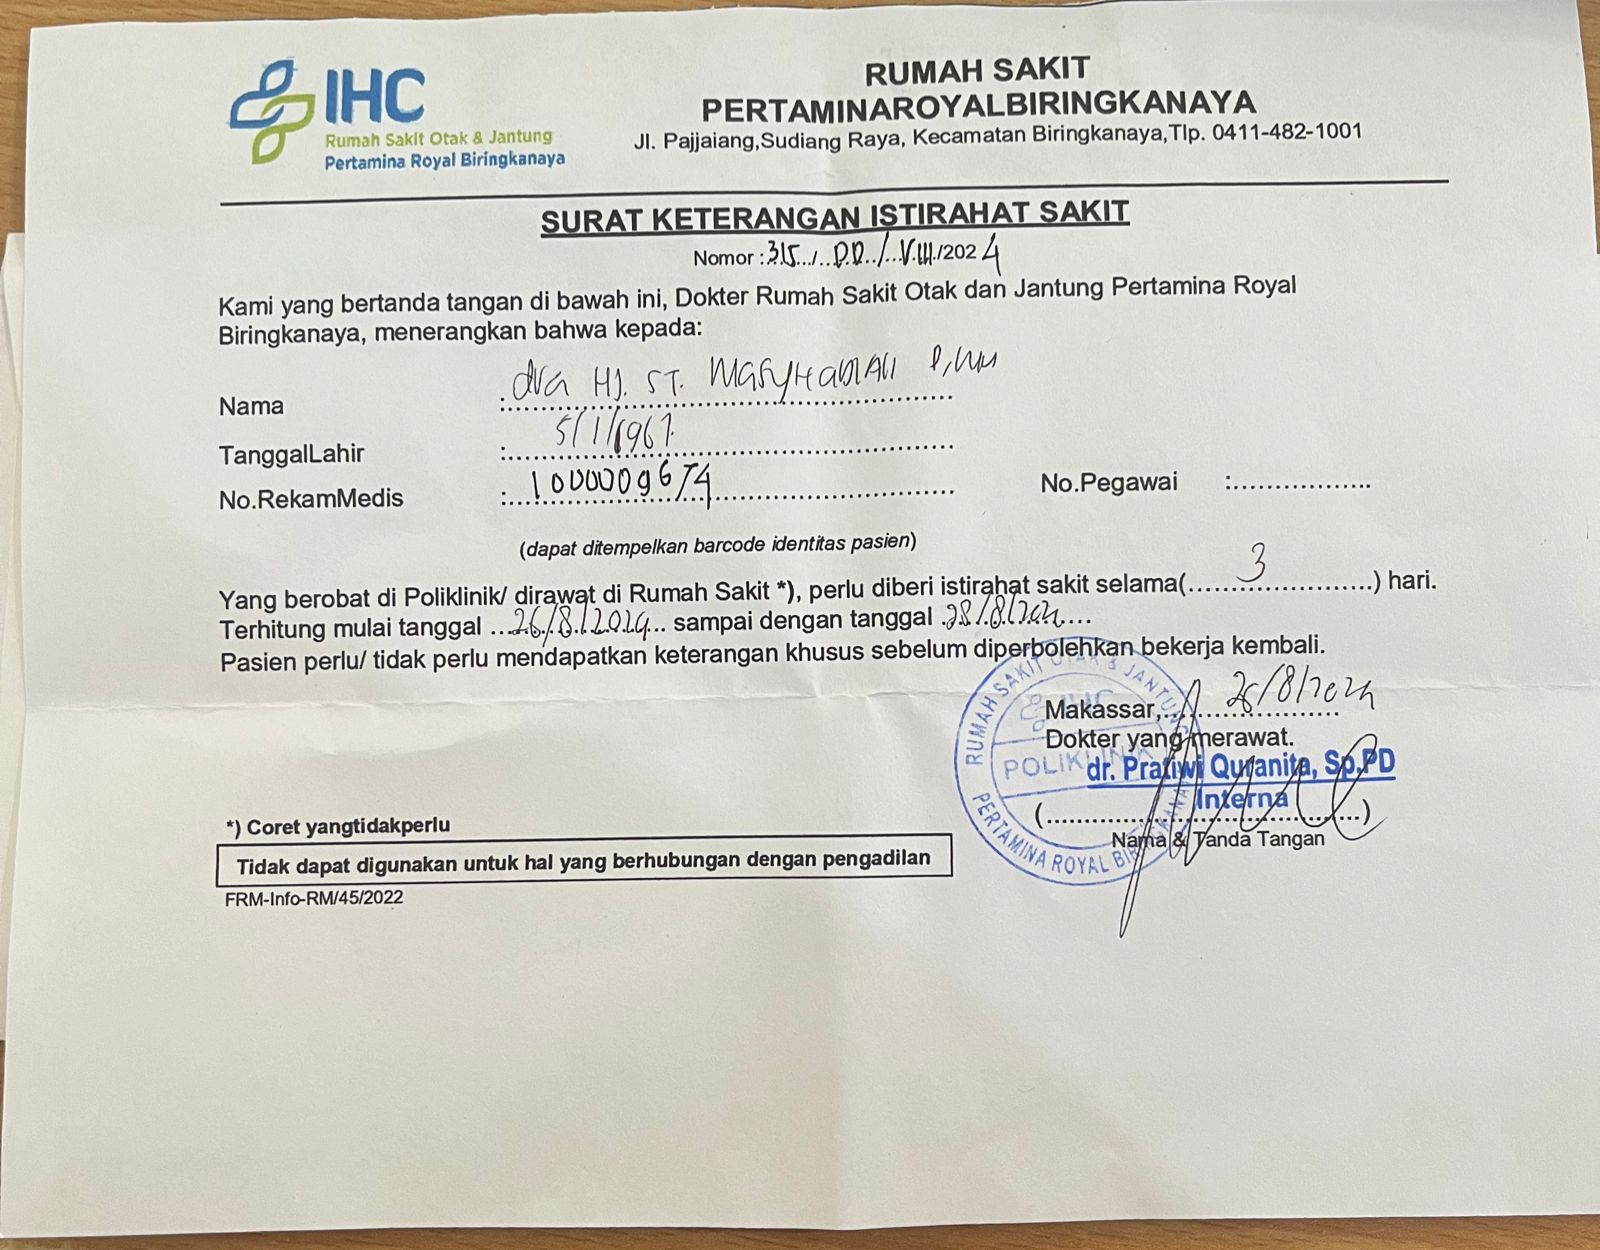 IHC
Rumah Sakit Otak & Jantung
Pertamina Royal Biringkanaya
RUMAH SAKIT
PERTAMINAROYALBIRINGKANAYA
Jl. Pajjaiang,Sudiang Raya, Kecamatan Biringkanaya,Tlp. 0411-482-1001
SURAT KETERANGAN ISTIRAHAT SAKIT
Nomor : 315 / / VIII /2024
Kami yang bertanda tangan di bawah ini, Dokter Rumah Sakit Otak dan Jantung Pertamina Royal
Biringkanaya, menerangkan bahwa kepada:
Nama : dra HJ. ST.
TanggalLahir : 5/1/1967
No.RekamMedis : No.Pegawai :
(dapat ditempelkan barcode identitas pasien)
Yang berobat di Poliklinik/ dirawat di Rumah Sakit *), perlu diberi istirahat sakit selama( 3 ) hari.
Terhitung mulai tanggal 26/8/2024 sampai dengan tanggal 28/8/2024
Pasien perlu/ tidak perlu mendapatkan keterangan khusus sebelum diperbolehkan bekerja kembali.
RUMAH SAKIT OTAK & JANTUNG
IHC
POLIKLINIK
PERTAMINA ROYAL BIRINGKANAYA
Makassar, 26/8/2024
Dokter yang merawat.
dr. Pratiwi Quranita, Sp.PD
Interna
( )
Nama & Tanda Tangan
*) Coret yangtidakperlu
Tidak dapat digunakan untuk hal yang berhubungan dengan pengadilan
FRM-Info-RM/45/2022